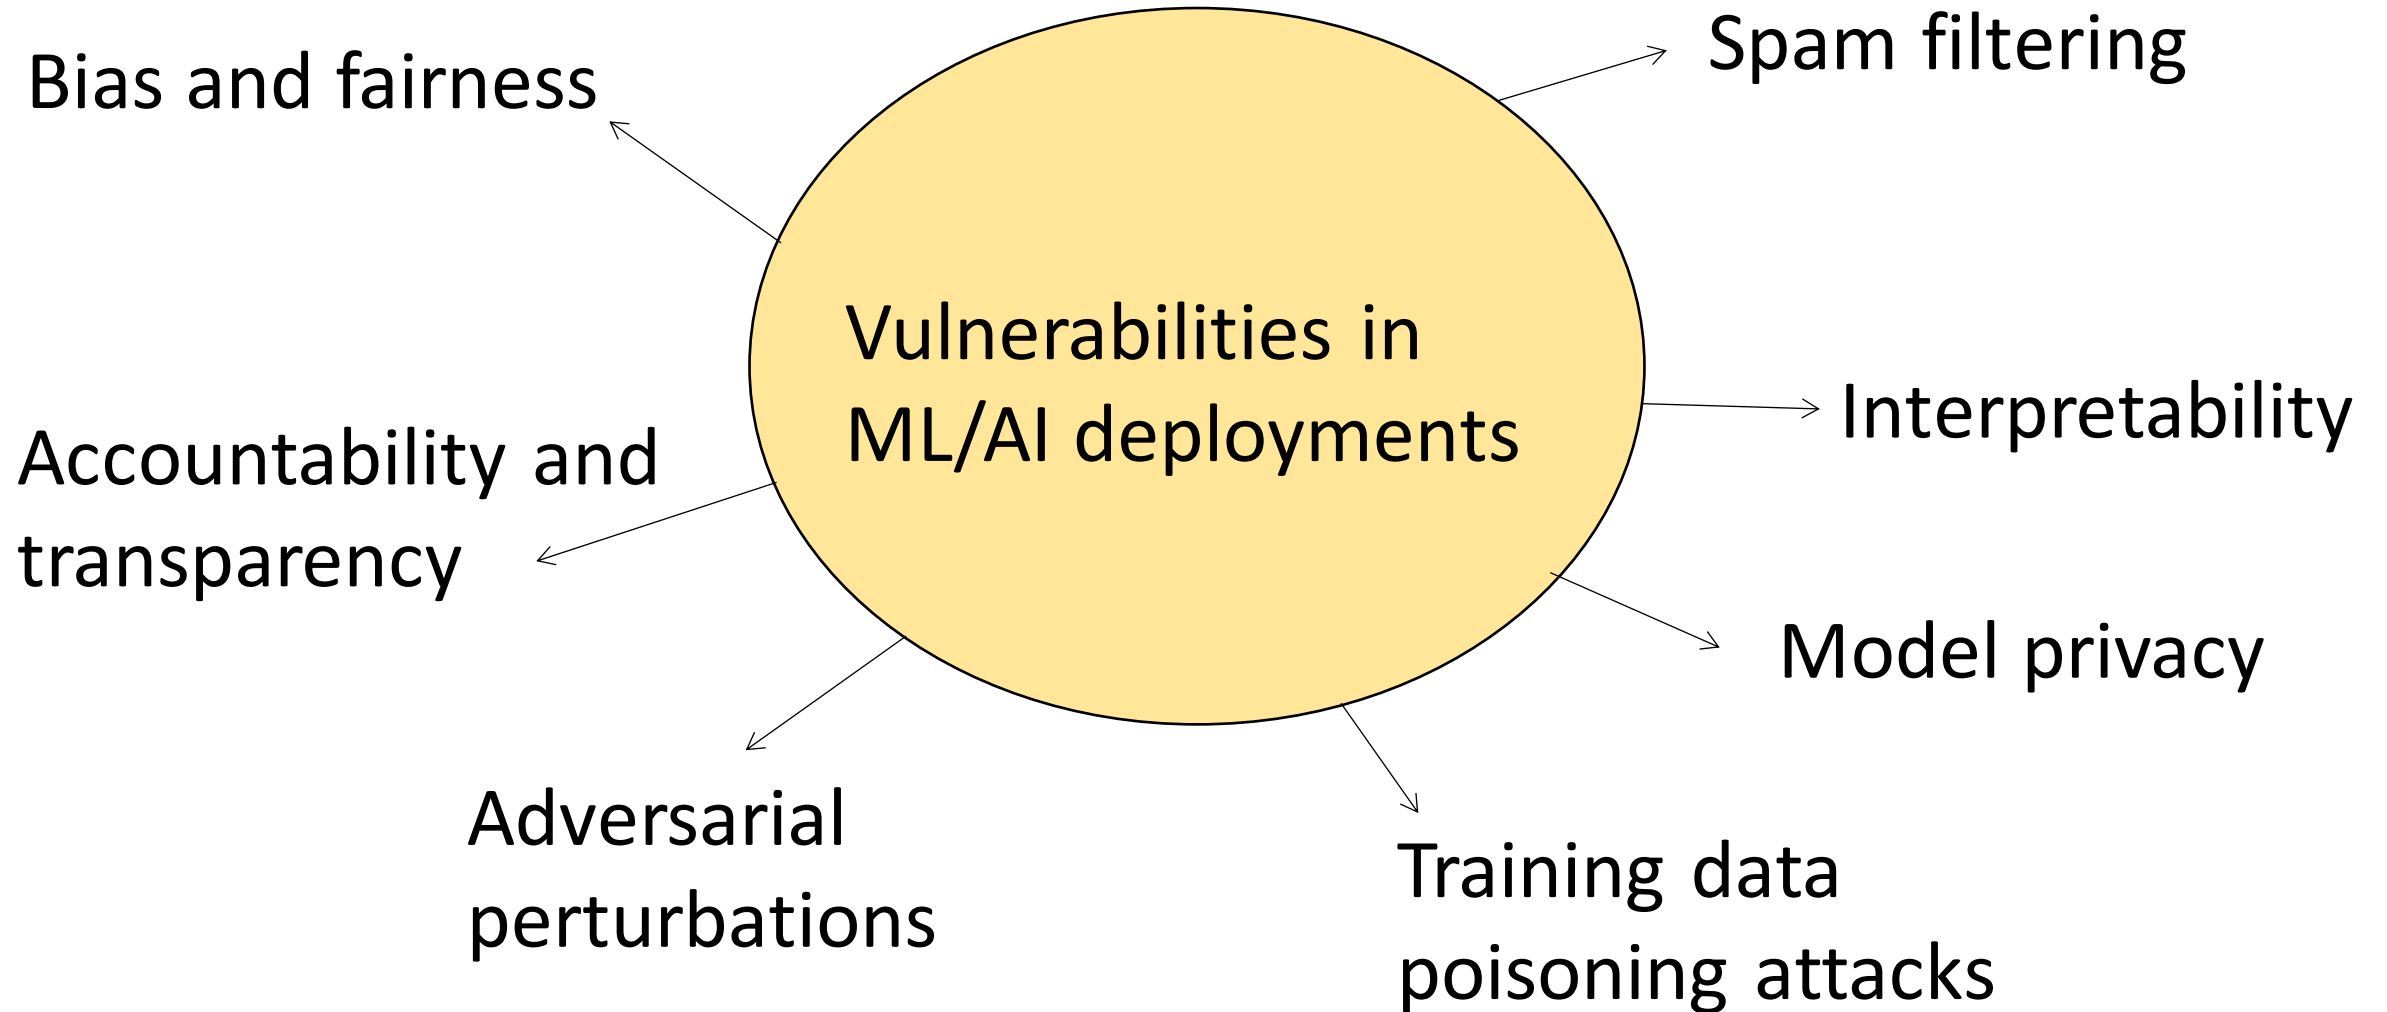 Bias and fairness
Spam filtering
Vulnerabilities in
ML/AI deployments
Interpretability
Accountability and
transparency
Model privacy
Adversarial
perturbations
Training data
poisoning attacks